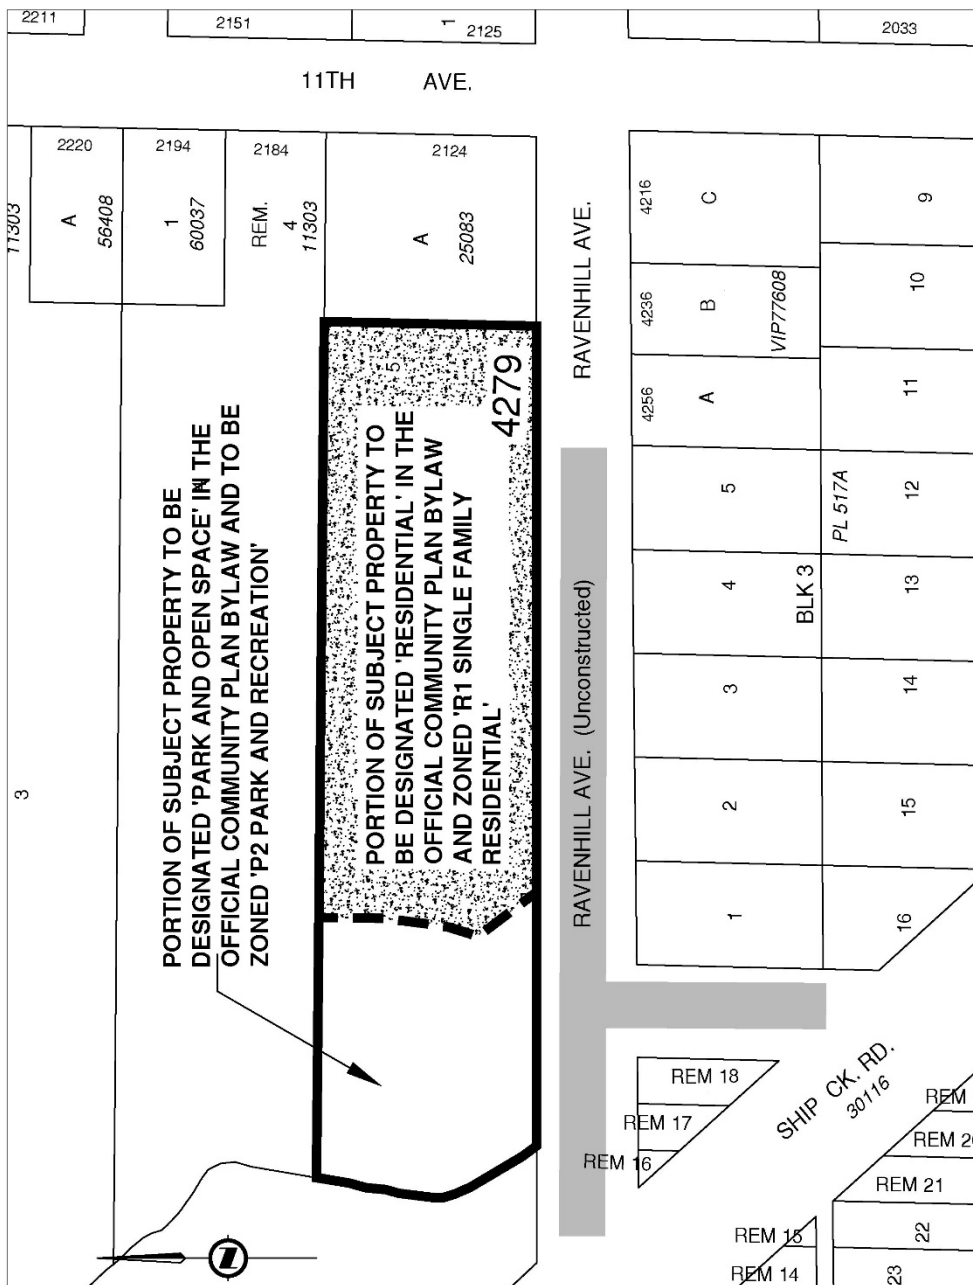 2211
2151
1
2125
2033
11TH AVE.
2220
2194
2184
2124
11303
A
56408
1
60037
REM.
4
11303
A
25083
RAVENHILL AVE.
4216
C
9
4236
B
VIP77608
10
4256
A
11
5
4279
PORTION OF SUBJECT PROPERTY TO BE
DESIGNATED 'PARK AND OPEN SPACE' IN THE
OFFICIAL COMMUNITY PLAN BYLAW AND TO BE
ZONED 'P2 PARK AND RECREATION'
PORTION OF SUBJECT PROPERTY TO
BE DESIGNATED 'RESIDENTIAL' IN THE
OFFICIAL COMMUNITY PLAN BYLAW
AND ZONED 'R1 SINGLE FAMILY
RESIDENTIAL'
RAVENHILL AVE. (Unconstructed)
5
PL 517A
12
4
BLK 3
13
3
14
2
15
1
16
3
SHIP CK. RD.
30116
REM 18
REM 17
REM 16
REM
REM 21
22
REM 15
REM 14
23